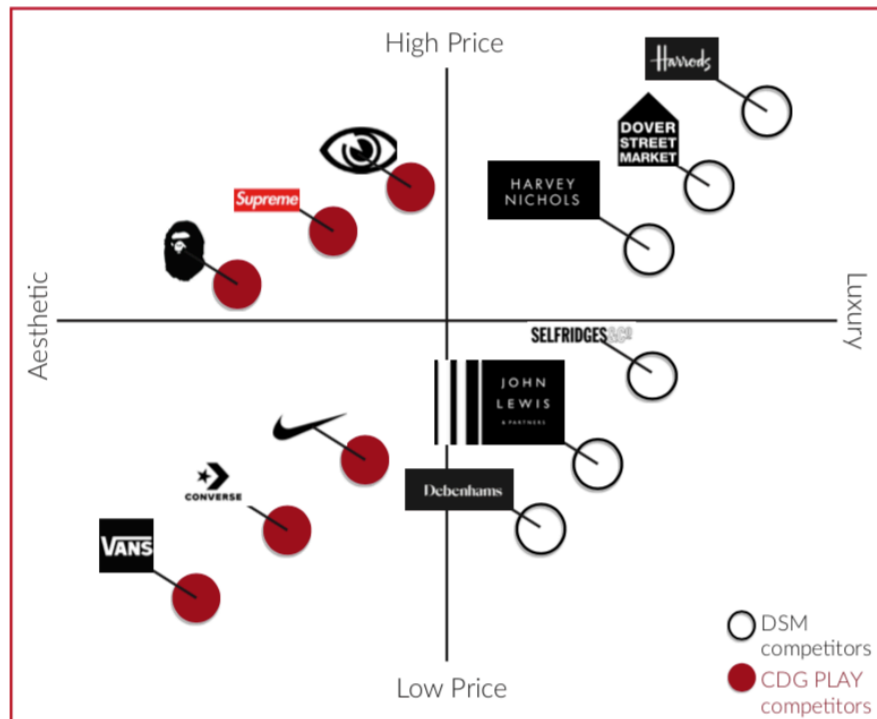 High Price
Harrods
DOVER
STREET
MARKET
HARVEY
NICHOLS
Supreme
Aesthetic
Luxury
SELFRIDGES&CO
JOHN
LEWIS
& PARTNERS
CONVERSE
Debenhams
VANS
DSM
competitors
Low Price
CDG PLAY
competitors